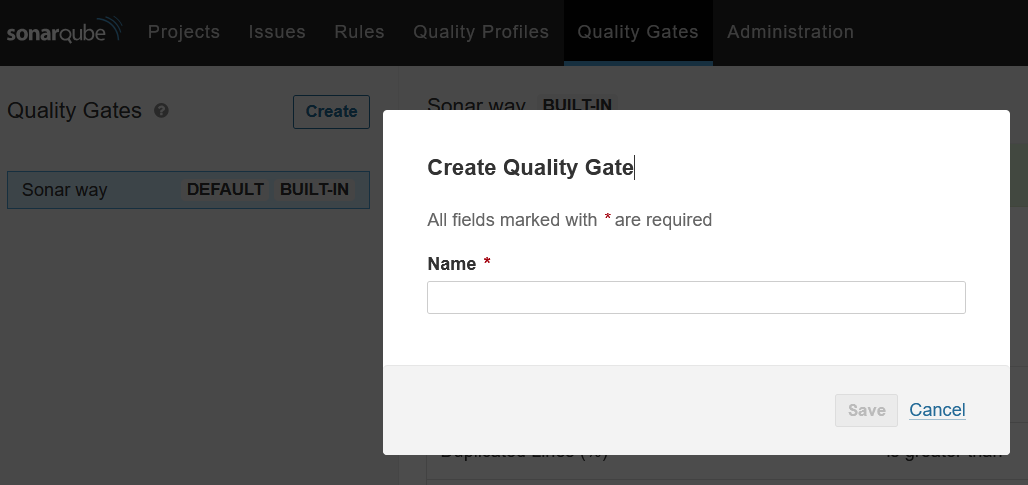 sonarqube Projects Issues Rules Quality Profiles Quality Gates Administration
Quality Gates ? Create
Sonar way BUILT-IN
Sonar way DEFAULT BUILT-IN
Create Quality Gate
All fields marked with * are required
Name *
Save Cancel
Duplicated Lines (%) is greater than